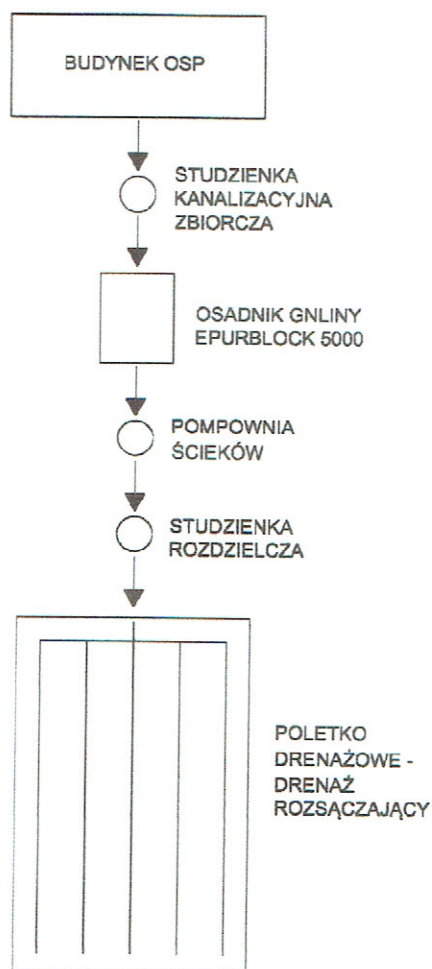 BUDYNEK OSP
STUDZIENKA
KANALIZACYJNA
ZBIORCZA
OSADNIK GNLINY
EPURBLOCK 5000
POMPOWNIA
ŚCIEKÓW
STUDZIENKA
ROZDZIELCZA
POLETKO
DRENAŻOWE -
DRENAŻ
ROZSĄCZAJĄCY